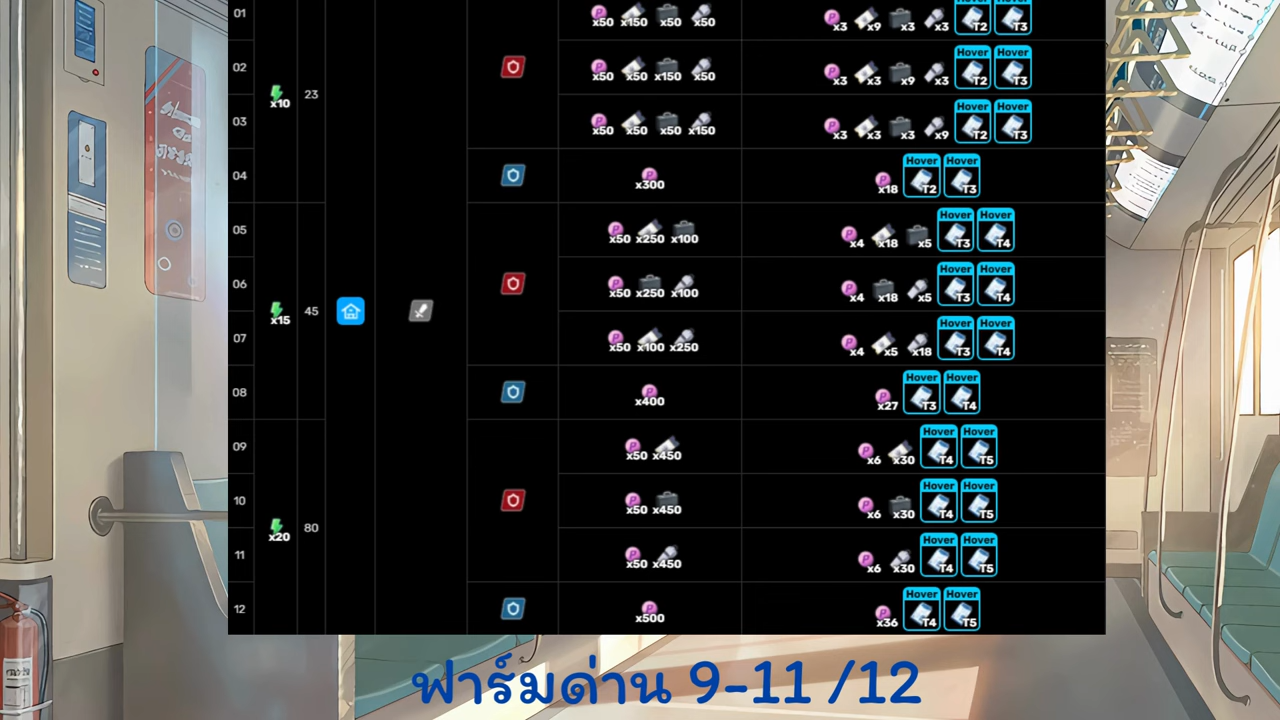 01 x50 x150 x50 x50 x3 x9 x3 x3 Hover T2 Hover T3
02 x50 x50 x150 x50 x3 x3 x9 x3 Hover T2 Hover T3
x10 23
03 x50 x50 x50 x150 x3 x3 x3 x9 Hover T2 Hover T3
04 x300 x18 Hover T2 Hover T3
05 x50 x250 x100 x4 x18 x5 Hover T3 Hover T4
06 x50 x250 x100 x4 x18 x5 Hover T3 Hover T4
x15 45
07 x50 x100 x250 x4 x5 x18 Hover T3 Hover T4
08 x400 x27 Hover T3 Hover T4
09 x50 x450 x6 x30 Hover T4 Hover T5
10 x50 x450 x6 x30 Hover T4 Hover T5
x20 80
11 x50 x450 x6 x30 Hover T4 Hover T5
12 x500 x36 Hover T4 Hover T5
ฟาร์มด่าน 9-11 /12